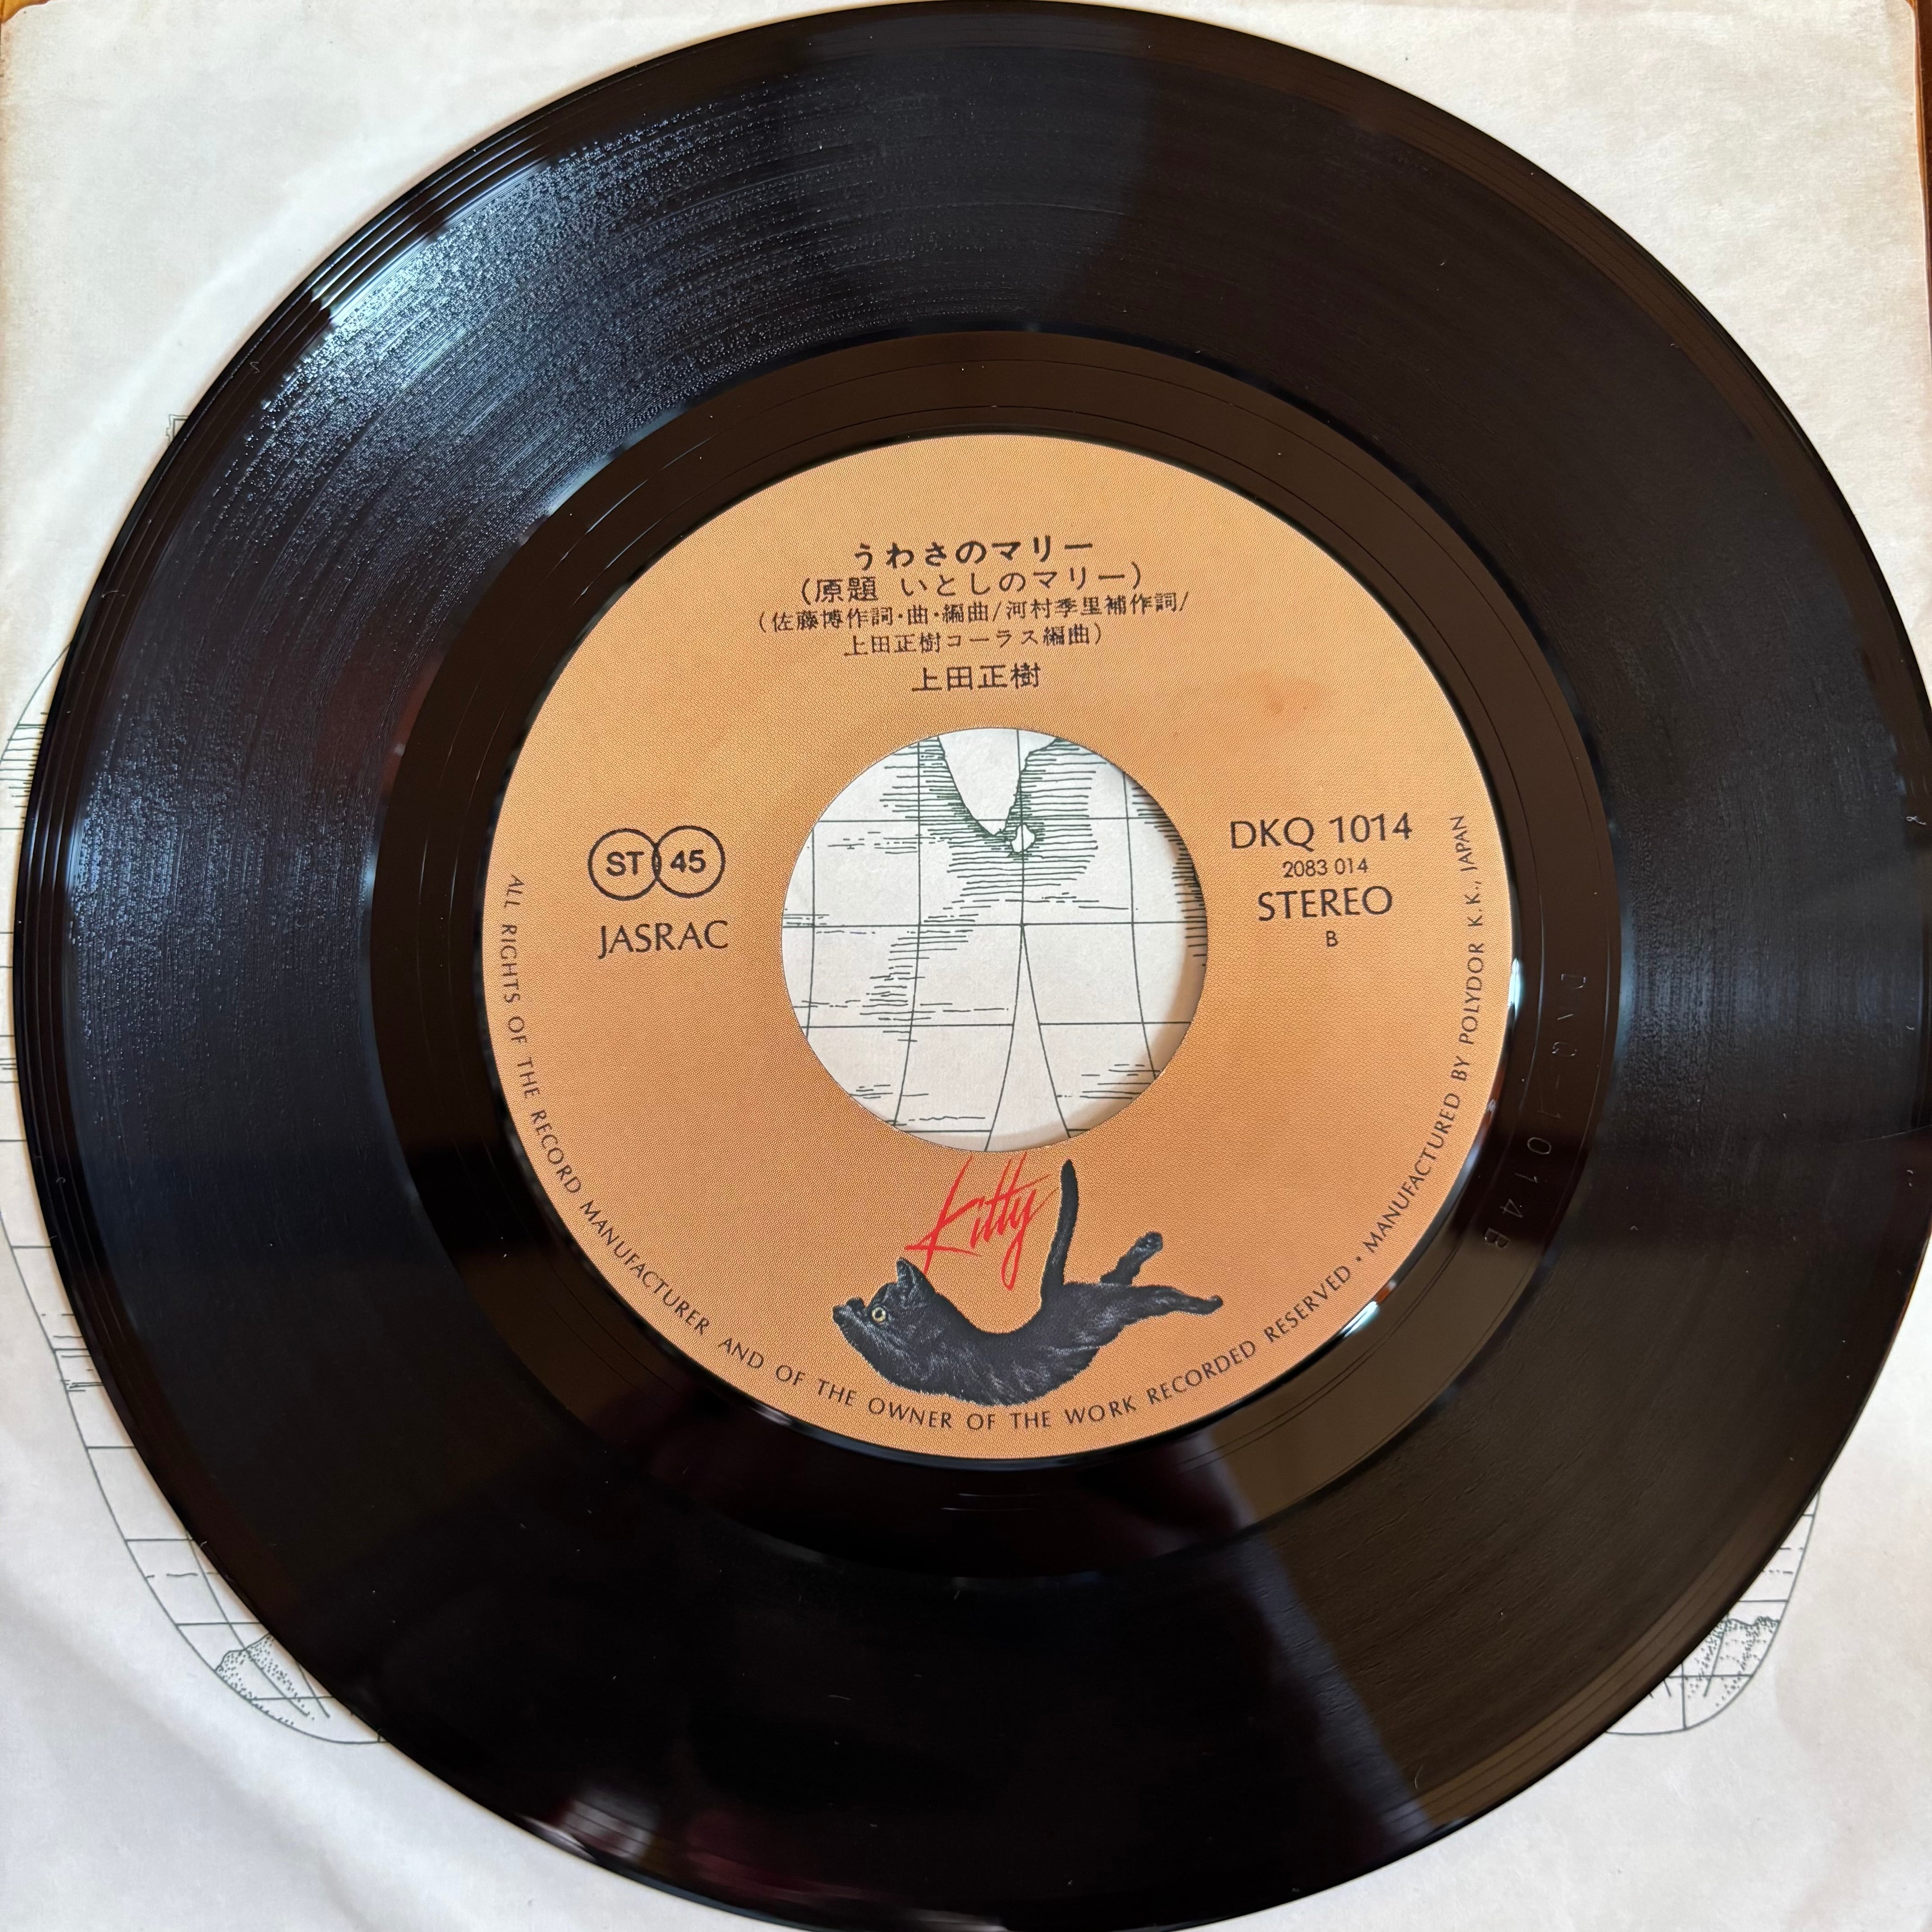 うわさのマリー
(原題 いとしのマリー)
(佐藤博作詞・曲・編曲/河村季里補作詞/
上田正樹コーラス編曲)
上田正樹
ST 45
JASRAC
DKQ 1014
2083 014
STEREO
B
Kitty
ALL RIGHTS OF THE RECORD MANUFACTURER AND OF THE OWNER OF THE WORK RECORDED RESERVED • MANUFACTURED BY POLYDOR K.K., JAPAN
1014B